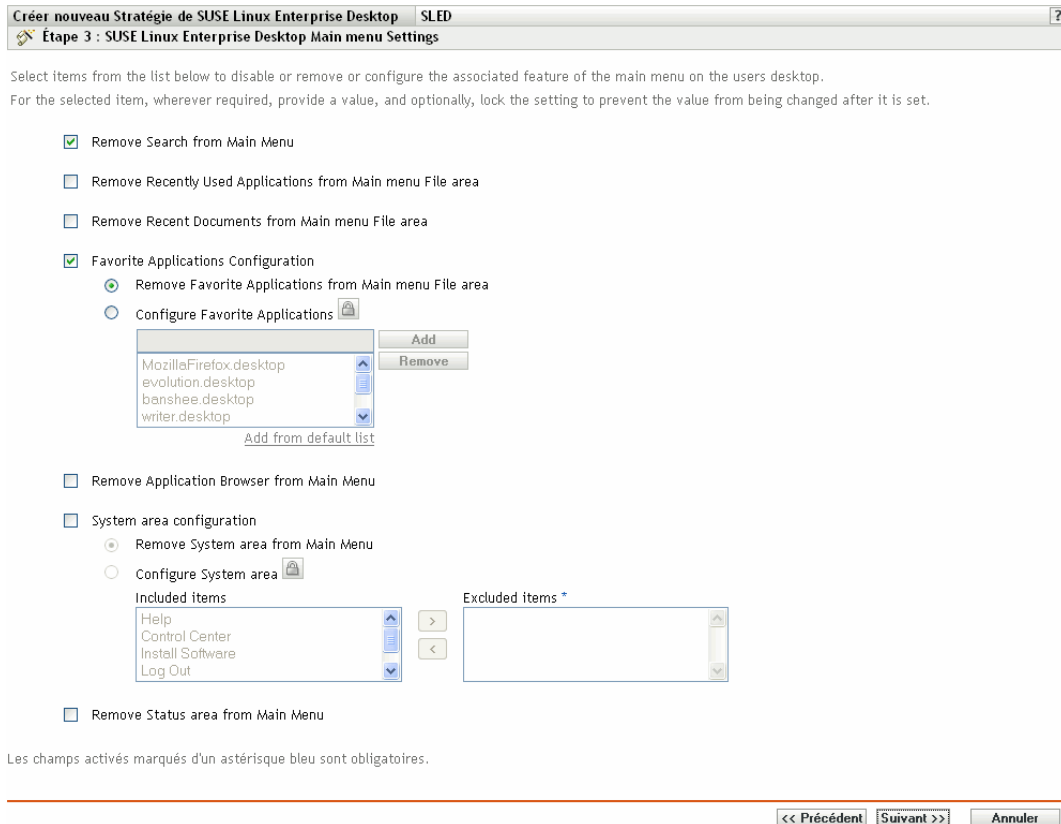 Créer nouveau Stratégie de SUSE Linux Enterprise Desktop SLED ?
Étape 3 : SUSE Linux Enterprise Desktop Main menu Settings
Select items from the list below to disable or remove or configure the associated feature of the main menu on the users desktop.
For the selected item, wherever required, provide a value, and optionally, lock the setting to prevent the value from being changed after it is set.
Remove Search from Main Menu
Remove Recently Used Applications from Main menu File area
Remove Recent Documents from Main menu File area
Favorite Applications Configuration
Remove Favorite Applications from Main menu File area
Configure Favorite Applications
Add
MozillaFirefox.desktop Remove
evolution.desktop
banshee.desktop
writer.desktop
Add from default list
Remove Application Browser from Main Menu
System area configuration
Remove System area from Main Menu
Configure System area
Included items Excluded items *
Help >
Control Center
Install Software <
Log Out
Remove Status area from Main Menu
Les champs activés marqués d'un astérisque bleu sont obligatoires.
<< Précédent Suivant >> Annuler